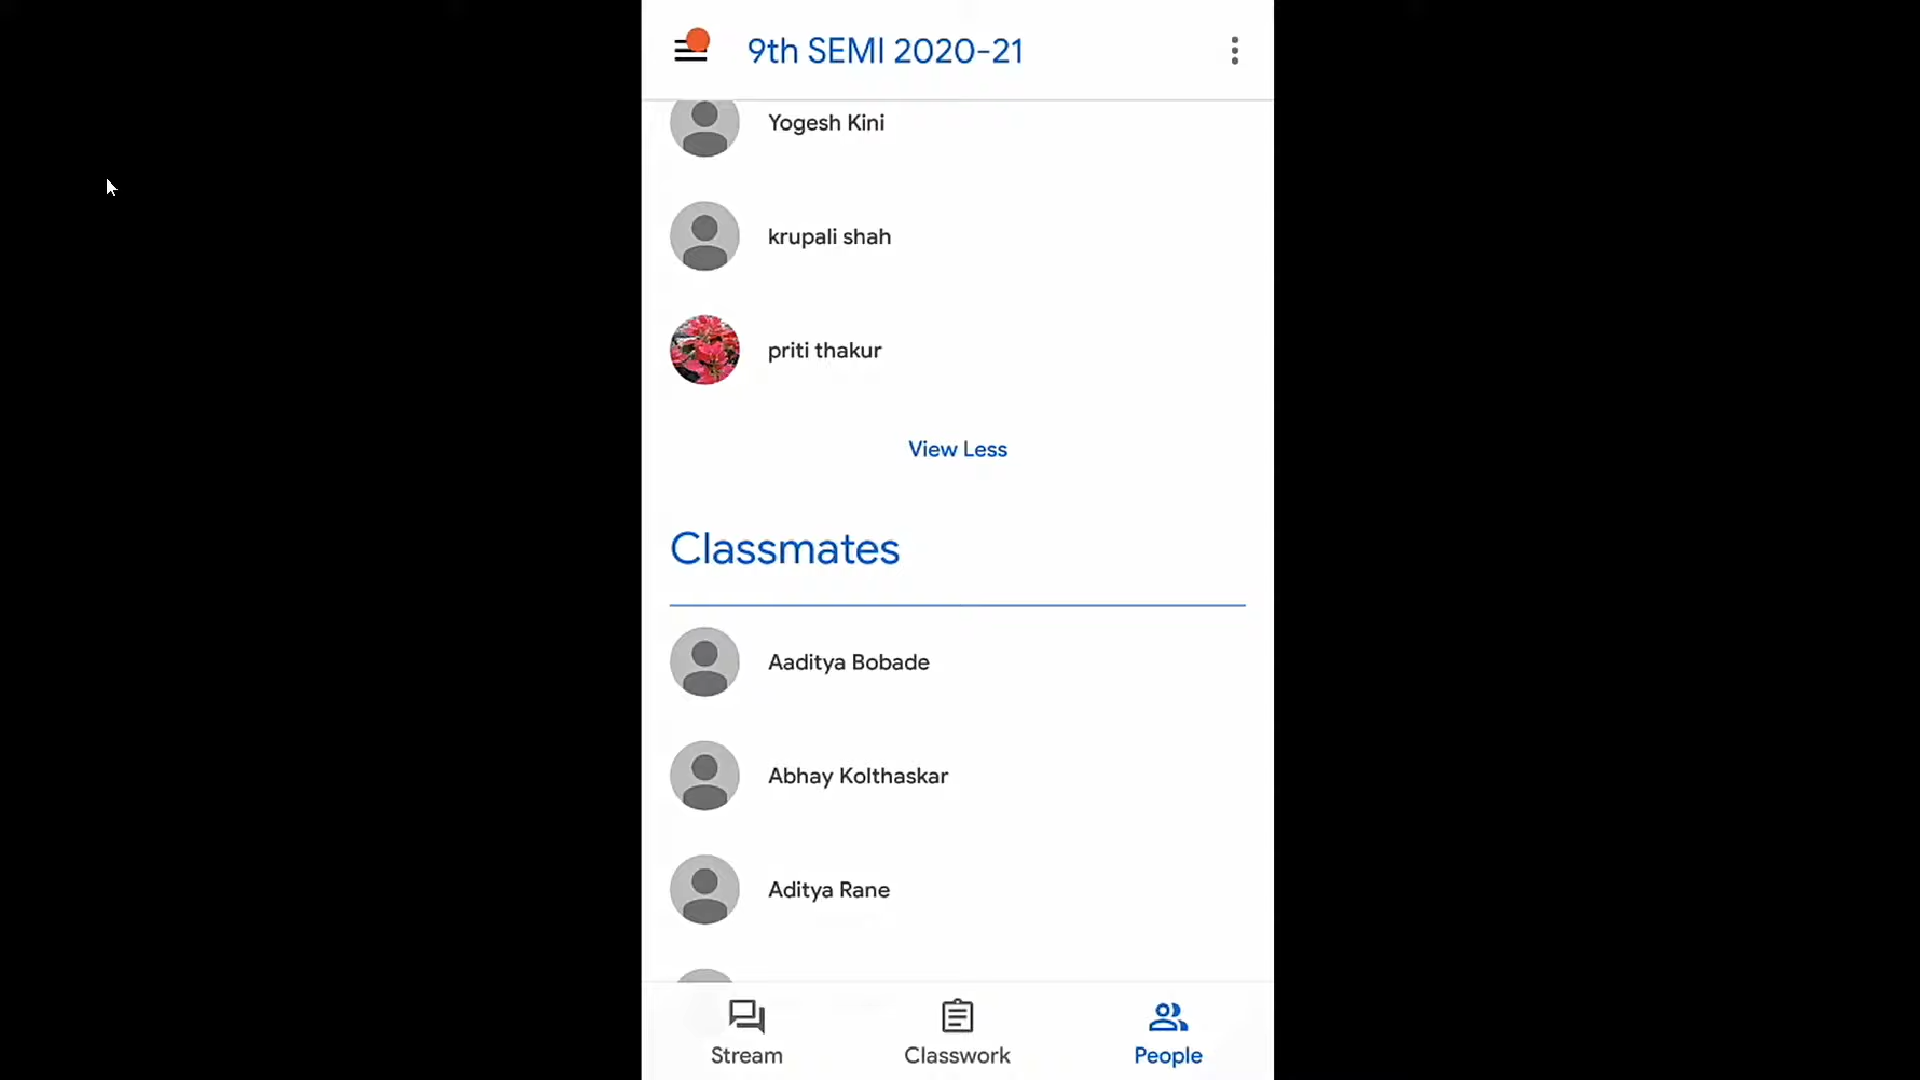 9th SEMI 2020-21
Yogesh Kini
krupali shah
priti thakur
View Less
Classmates
Aaditya Bobade
Abhay Kolthaskar
Aditya Rane
Stream
Classwork
People